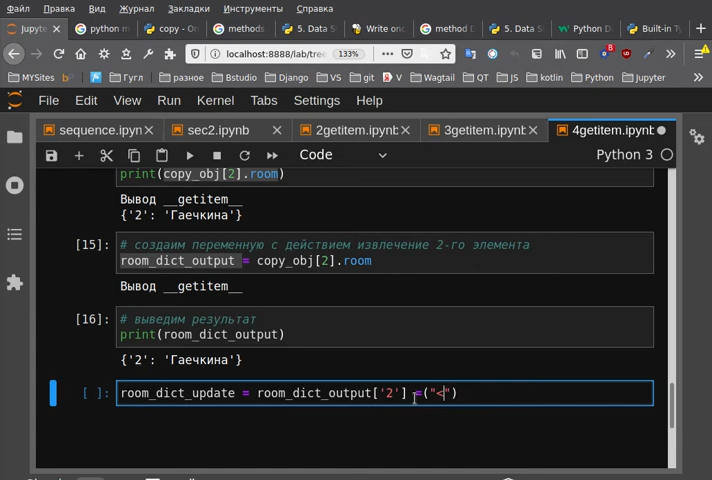 Файл Правка Вид Журнал Закладки Инструменты Справка
Jupyte python m copy - On methods 5. Data S Write onc method D 5. Data S Python D Built-in Ty
localhost:8888/lab/tree 133%
MYSites Гугл разное Bstudio Django VS git V Wagtail QT JS kotlin Python Jupyter
File Edit View Run Kernel Tabs Settings Help
sequence.ipyn sec2.ipynb 2getitem.ipynb 3getitem.ipynb 4getitem.ipynb
Code Python 3
print(copy_obj[2].room)
Вывод __getitem__
{'2': 'Гаечкина'}
[15]: # создаим переменную с действием извлечение 2-го элемента
room_dict_output = copy_obj[2].room
Вывод __getitem__
[16]: # выведим результат
print(room_dict_output)
{'2': 'Гаечкина'}
[ ]: room_dict_update = room_dict_output['2'] =("<")